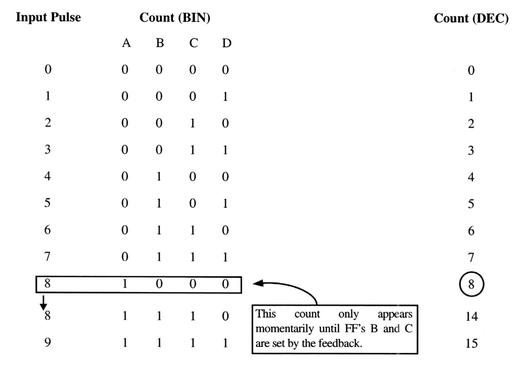 Input Pulse Count (BIN) Count (DEC)
A B C D
0 0 0 0 0 0
1 0 0 0 1 1
2 0 0 1 0 2
3 0 0 1 1 3
4 0 1 0 0 4
5 0 1 0 1 5
6 0 1 1 0 6
7 0 1 1 1 7
8 1 0 0 0 8
8 1 1 1 0 14
9 1 1 1 1 15
This count only appears
momentarily until FF's B and C
are set by the feedback.